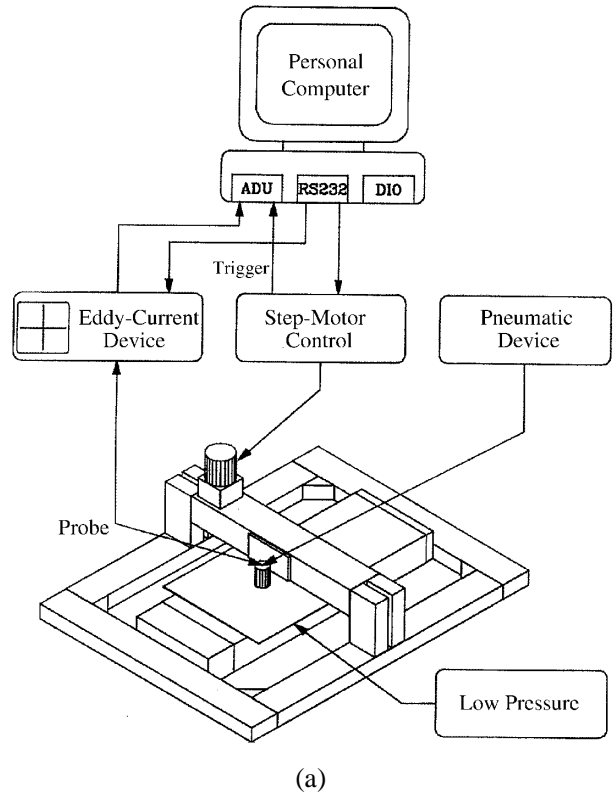 Personal
Computer
ADU RS232 DIO
Trigger
Eddy-Current
Device
Step-Motor
Control
Pneumatic
Device
Probe
Low Pressure
(a)